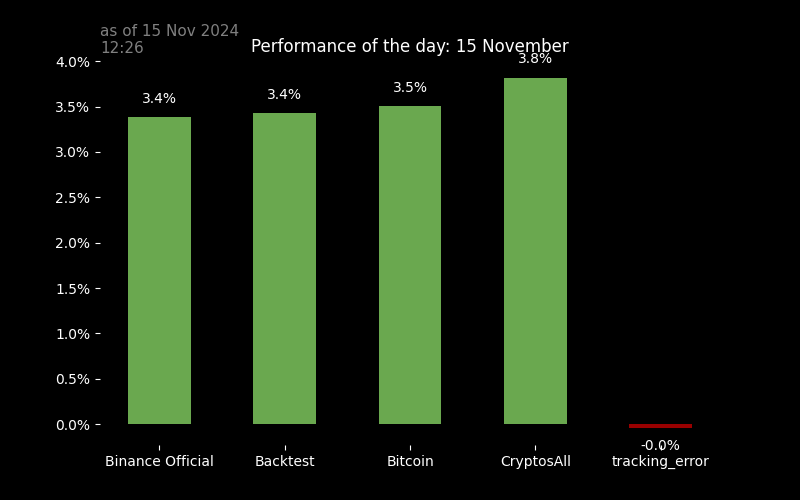 as of 15 Nov 2024
12:26
Performance of the day: 15 November
4.0%
3.5%
3.0%
2.5%
2.0%
1.5%
1.0%
0.5%
0.0%
3.4%
3.4%
3.5%
3.8%
-0.0%
Binance Official
Backtest
Bitcoin
CryptosAll
tracking_error